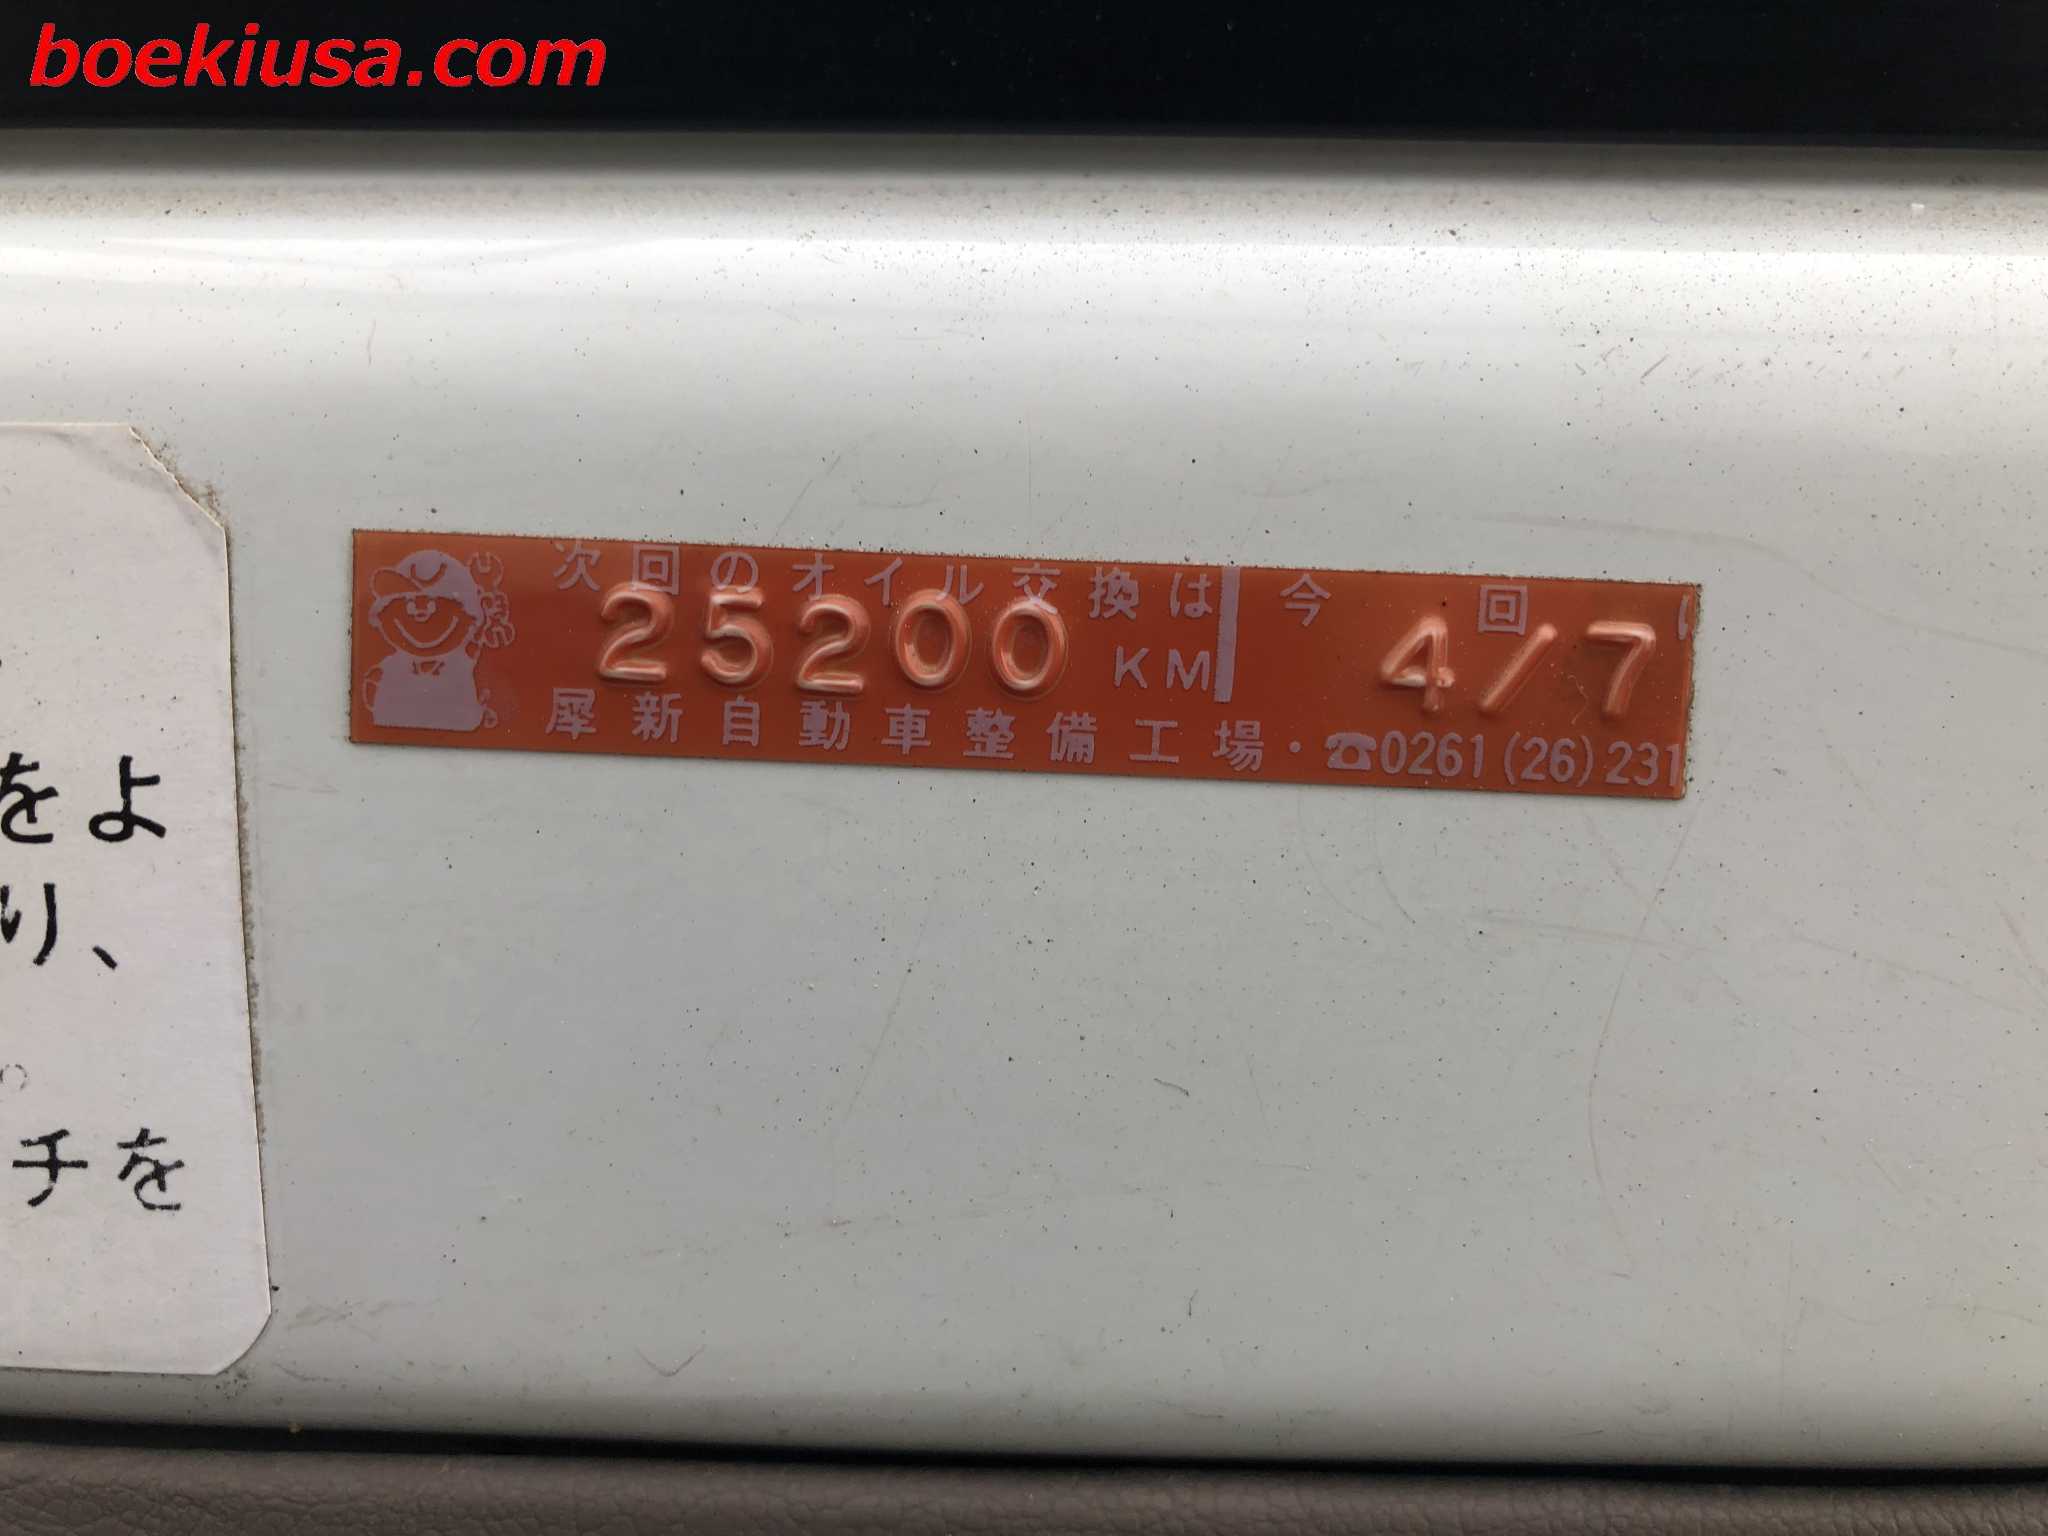 boekiusa.com
次回のオイル交換は 今 回
25200 KM 4/7
犀新自動車整備工場・☎0261(26)231
をよ
り、
チを